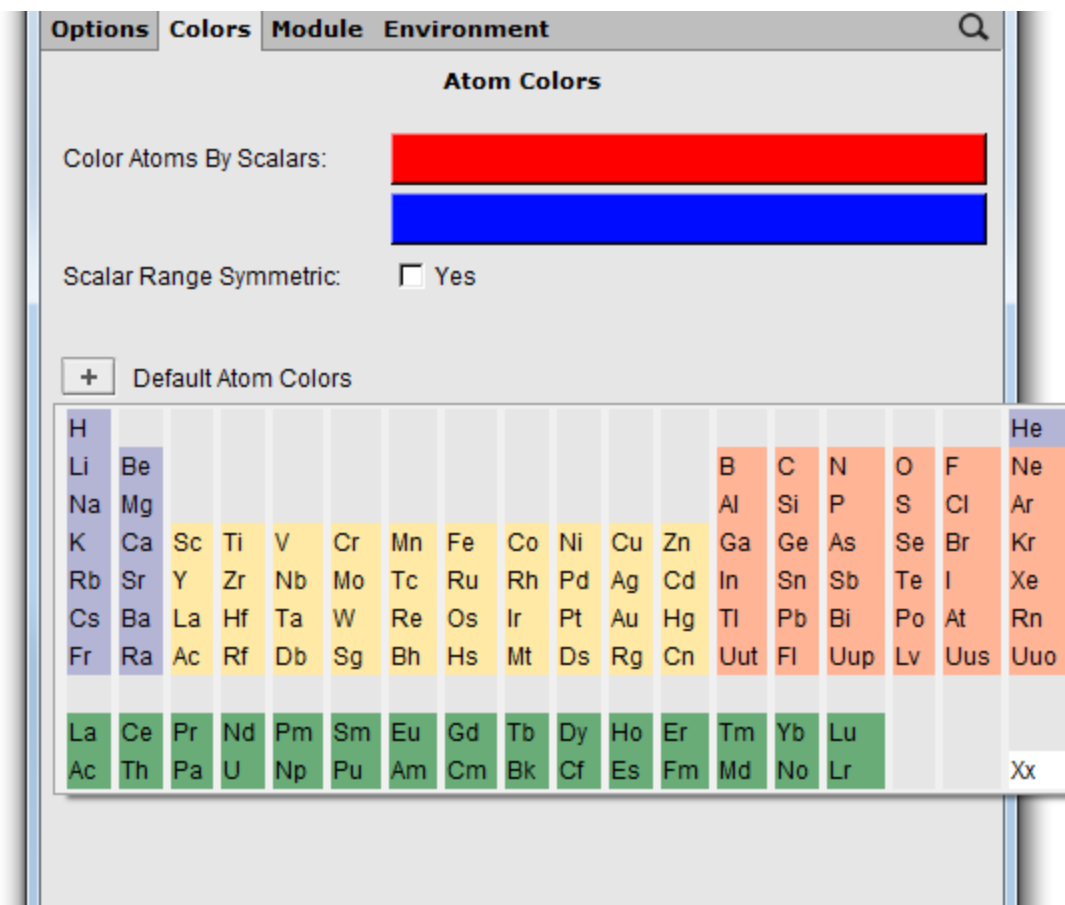 Options Colors Module Environment
Atom Colors
Color Atoms By Scalars:
Scalar Range Symmetric: Yes
+ Default Atom Colors
H He
Li Be B C N O F Ne
Na Mg Al Si P S Cl Ar
K Ca Sc Ti V Cr Mn Fe Co Ni Cu Zn Ga Ge As Se Br Kr
Rb Sr Y Zr Nb Mo Tc Ru Rh Pd Ag Cd In Sn Sb Te I Xe
Cs Ba La Hf Ta W Re Os Ir Pt Au Hg Tl Pb Bi Po At Rn
Fr Ra Ac Rf Db Sg Bh Hs Mt Ds Rg Cn Uut Fl Uup Lv Uus Uuo
La Ce Pr Nd Pm Sm Eu Gd Tb Dy Ho Er Tm Yb Lu
Ac Th Pa U Np Pu Am Cm Bk Cf Es Fm Md No Lr Xx